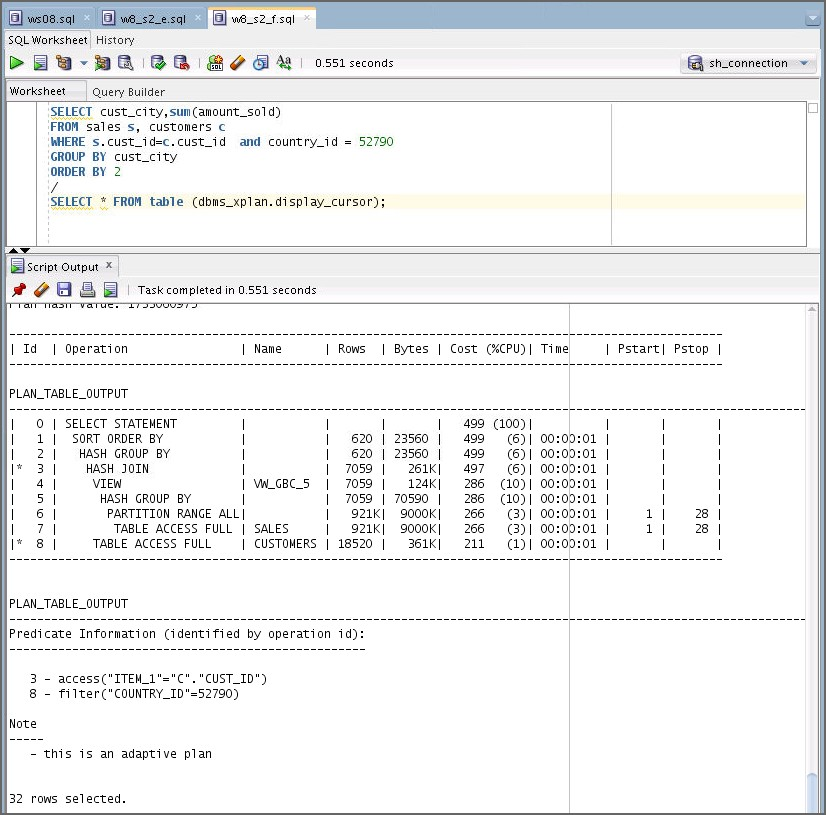 ws08.sql w8_s2_e.sql w8_s2_f.sql
SQL Worksheet History
0.551 seconds sh_connection
Worksheet Query Builder
SELECT cust_city,sum(amount_sold)
FROM sales s, customers c
WHERE s.cust_id=c.cust_id  and country_id = 52790
GROUP BY cust_city
ORDER BY 2
/
SELECT * FROM table (dbms_xplan.display_cursor);
Script Output
Task completed in 0.551 seconds
--------------------------------------------------------------------------------------------------------
| Id  | Operation                | Name       | Rows  | Bytes | Cost (%CPU)| Time     | Pstart| Pstop |
--------------------------------------------------------------------------------------------------------
PLAN_TABLE_OUTPUT
--------------------------------------------------------------------------------------------------------
|   0 | SELECT STATEMENT         |            |       |       |   499 (100)|          |       |       |
|   1 |  SORT ORDER BY           |            |   620 | 23560 |   499   (6)| 00:00:01 |       |       |
|   2 |   HASH GROUP BY          |            |   620 | 23560 |   499   (6)| 00:00:01 |       |       |
|*  3 |    HASH JOIN             |            |  7059 |   261K|   497   (6)| 00:00:01 |       |       |
|   4 |     VIEW                 | VW_GBC_5   |  7059 |   124K|   286  (10)| 00:00:01 |       |       |
|   5 |      HASH GROUP BY       |            |  7059 | 70590 |   286  (10)| 00:00:01 |       |       |
|   6 |       PARTITION RANGE ALL|            |   921K|  9000K|   266   (3)| 00:00:01 |     1 |    28 |
|   7 |        TABLE ACCESS FULL | SALES      |   921K|  9000K|   266   (3)| 00:00:01 |     1 |    28 |
|*  8 |     TABLE ACCESS FULL    | CUSTOMERS  | 18520 |   361K|   211   (1)| 00:00:01 |       |       |
--------------------------------------------------------------------------------------------------------
PLAN_TABLE_OUTPUT
--------------------------------------------------------------------------------------------------------
Predicate Information (identified by operation id):
---------------------------------------------------
3 - access("ITEM_1"="C"."CUST_ID")
8 - filter("COUNTRY_ID"=52790)
Note
-----
- this is an adaptive plan
32 rows selected.